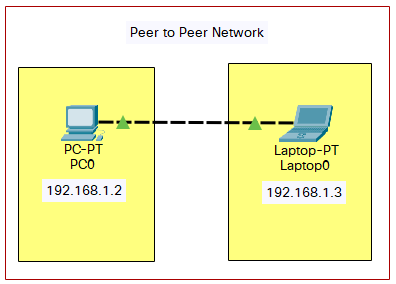 Peer to Peer Network
PC-PT
PC0
192.168.1.2
Laptop-PT
Laptop0
192.168.1.3